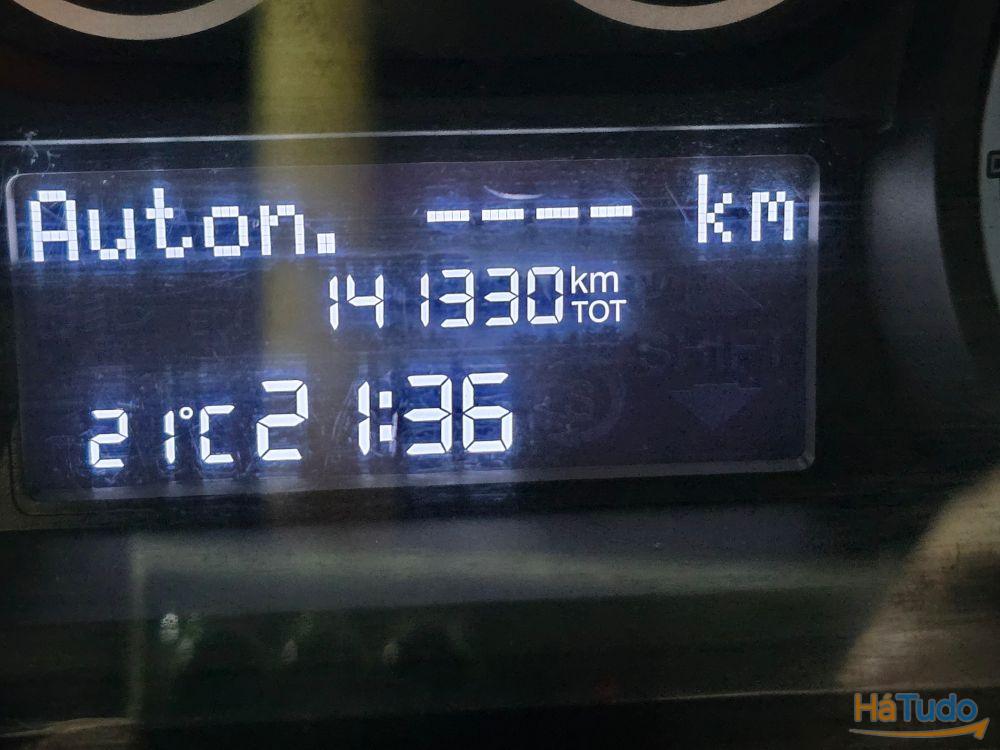 Auton. ---- km
141330 km TOT
21°C 21:36
HáTudo